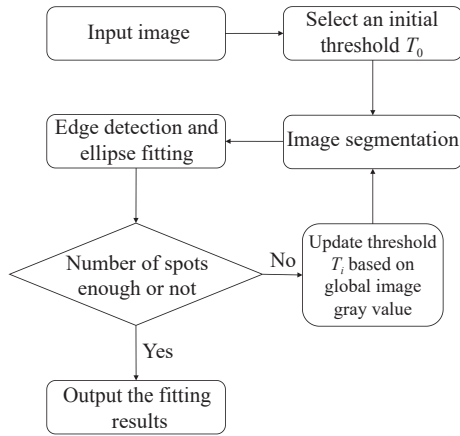 Input image
Select an initial
threshold T0
Image segmentation
Edge detection and
ellipse fitting
Number of spots
enough or not
No
Update threshold
Ti based on
global image
gray value
Yes
Output the fitting
results